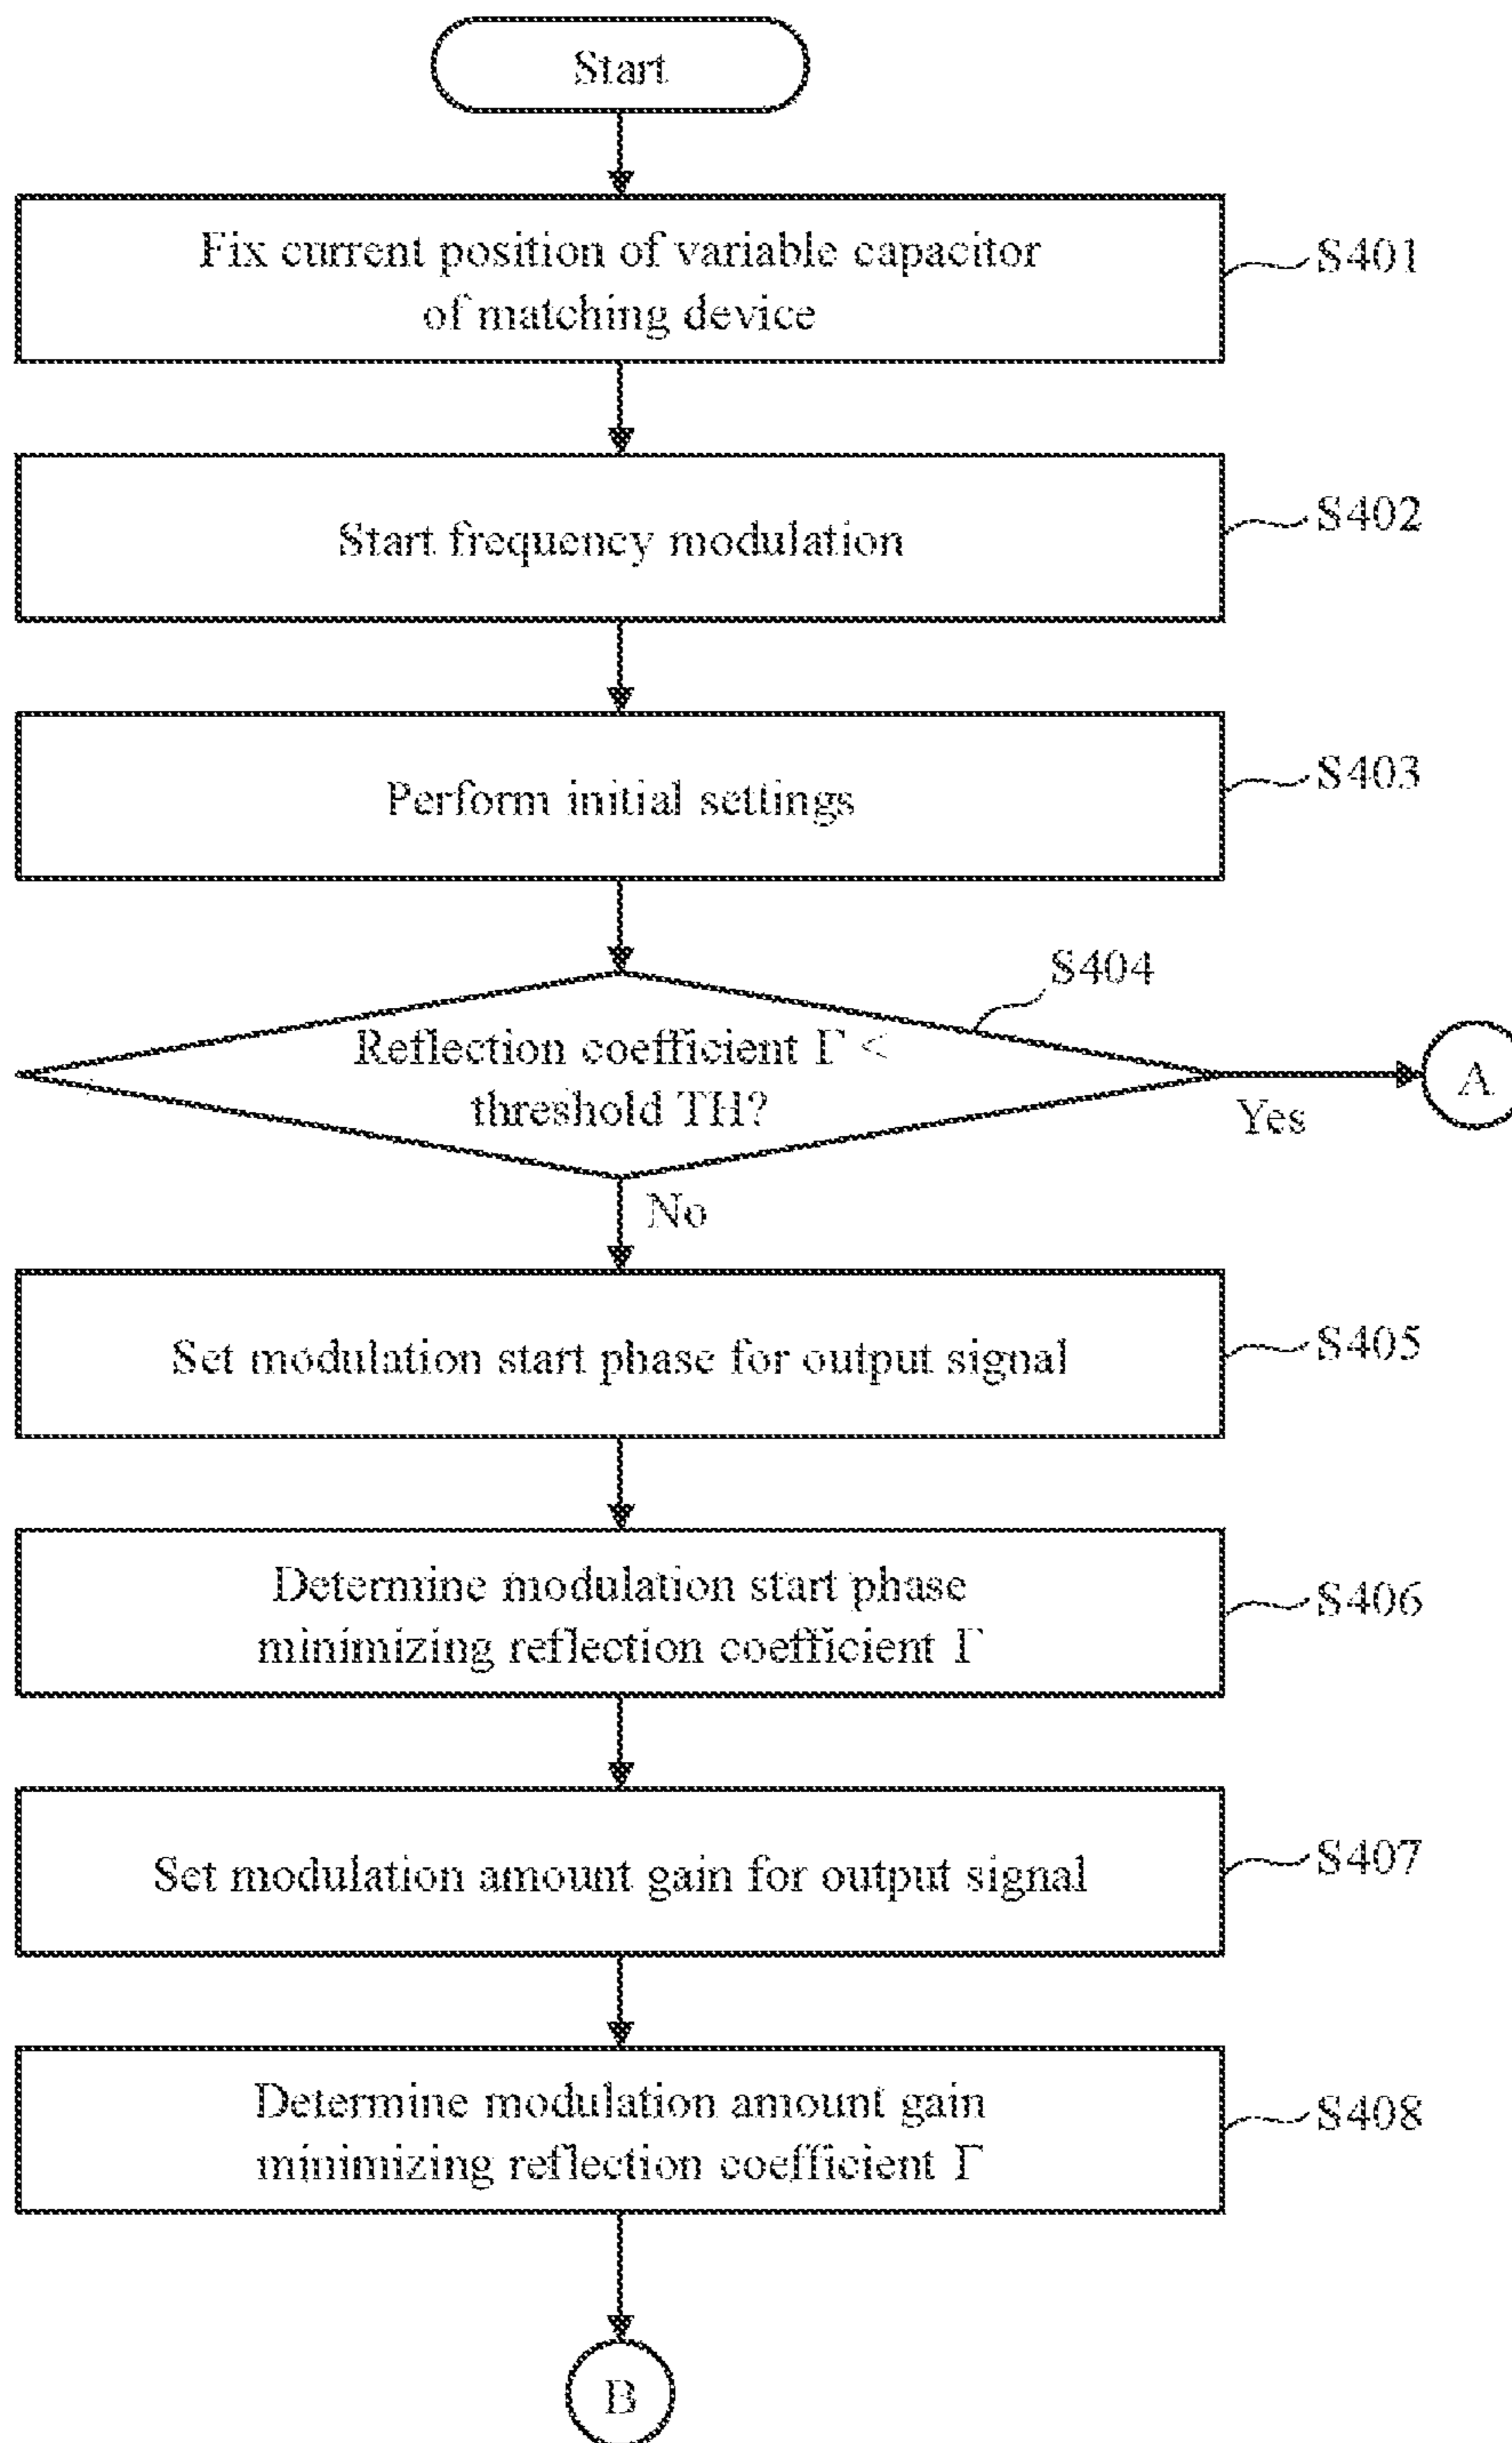 Start
Fix current position of variable capacitor
of matching device
S401
Start frequency modulation
S402
Perform initial settings
S403
S404
Reflection coefficient Γ <
threshold TH?
A
Yes
No
Set modulation start phase for output signal
S405
Determine modulation start phase
minimizing reflection coefficient Γ
S406
Set modulation amount gain for output signal
S407
Determine modulation amount gain
minimizing reflection coefficient Γ
S408
B